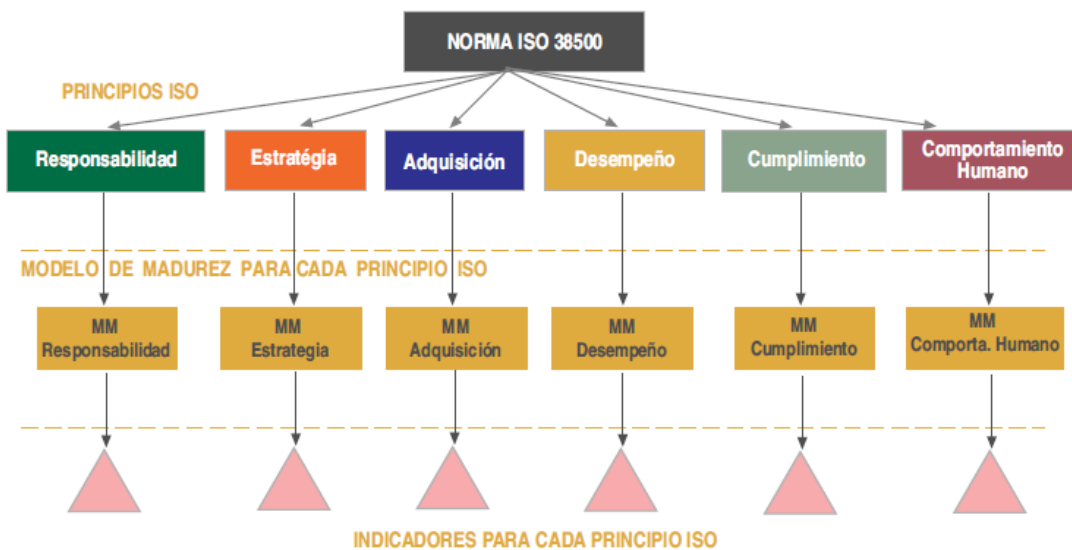 NORMA ISO 38500
PRINCIPIOS ISO
Responsabilidad
Estratégia
Adquisición
Desempeño
Cumplimiento
Comportamiento
Humano
MODELO DE MADUREZ PARA CADA PRINCIPIO ISO
MM
Responsabilidad
MM
Estrategia
MM
Adquisición
MM
Desempeño
MM
Cumplimiento
MM
Comporta. Humano
INDICADORES PARA CADA PRINCIPIO ISO